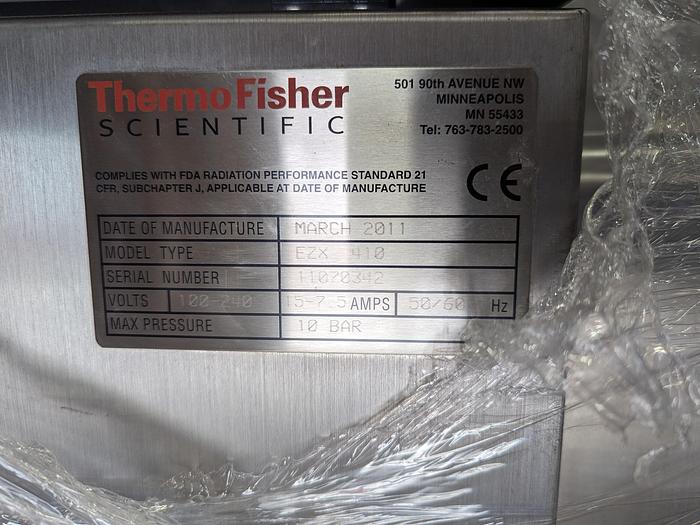 ThermoFisher
SCIENTIFIC
501 90th AVENUE NW
MINNEAPOLIS
MN 55433
Tel: 763-783-2500
COMPLIES WITH FDA RADIATION PERFORMANCE STANDARD 21
CFR, SUBCHAPTER J, APPLICABLE AT DATE OF MANUFACTURE
CE
DATE OF MANUFACTURE MARCH 2011
MODEL TYPE EZX 410
SERIAL NUMBER 11070342
VOLTS 100-240 15-7.5 AMPS 50/60 Hz
MAX PRESSURE 10 BAR